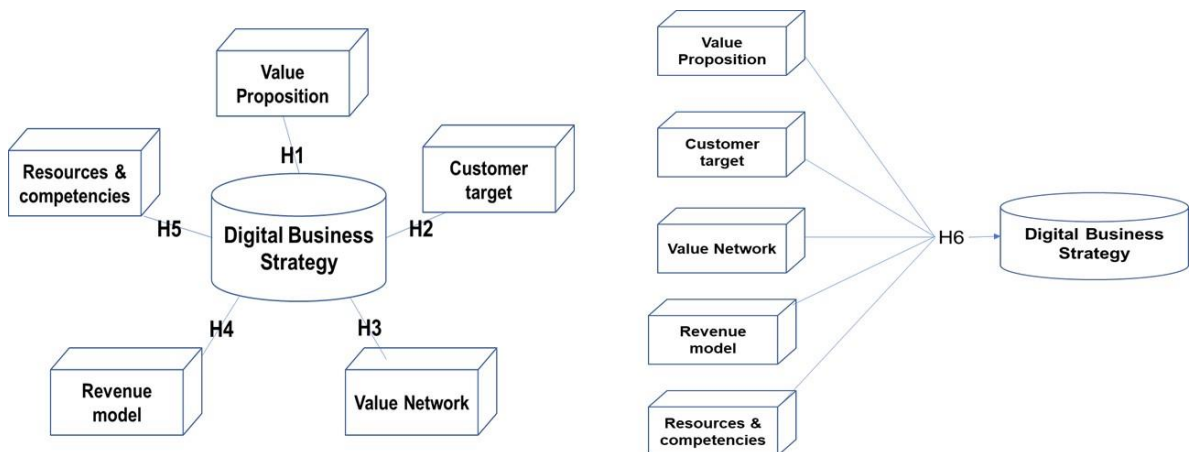 Value
Proposition
H1
Resources &
competencies
Customer
target
H5
Digital Business
Strategy
H2
H4
H3
Revenue
model
Value Network
Value
Proposition
Customer
target
Value Network
Revenue
model
Resources &
competencies
H6
Digital Business
Strategy